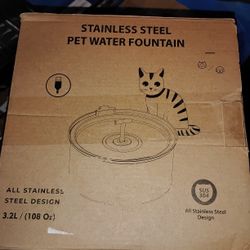 STAINLESS STEEL
PET WATER FOUNTAIN
ALL STAINLESS
STEEL DESIGN
3.2L / (108 Oz)
SUS
304
All Stainless Steel
Design